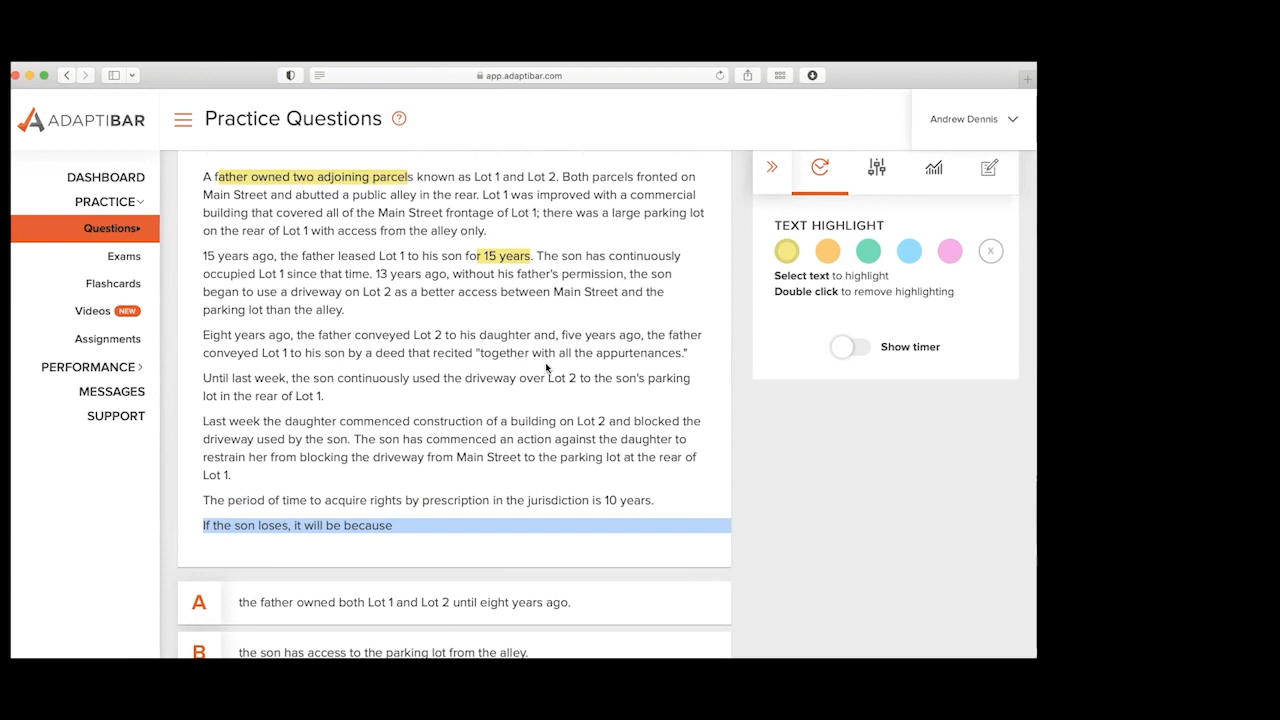 app.adaptibar.com
ADAPTIBAR
Practice Questions
?
Andrew Dennis
DASHBOARD
PRACTICE
Questions
Exams
Flashcards
Videos NEW
Assignments
PERFORMANCE
MESSAGES
SUPPORT
A father owned two adjoining parcels known as Lot 1 and Lot 2. Both parcels fronted on
Main Street and abutted a public alley in the rear. Lot 1 was improved with a commercial
building that covered all of the Main Street frontage of Lot 1; there was a large parking lot
on the rear of Lot 1 with access from the alley only.
15 years ago, the father leased Lot 1 to his son for 15 years. The son has continuously
occupied Lot 1 since that time. 13 years ago, without his father's permission, the son
began to use a driveway on Lot 2 as a better access between Main Street and the
parking lot than the alley.
Eight years ago, the father conveyed Lot 2 to his daughter and, five years ago, the father
conveyed Lot 1 to his son by a deed that recited "together with all the appurtenances."
Until last week, the son continuously used the driveway over Lot 2 to the son's parking
lot in the rear of Lot 1.
Last week the daughter commenced construction of a building on Lot 2 and blocked the
driveway used by the son. The son has commenced an action against the daughter to
restrain her from blocking the driveway from Main Street to the parking lot at the rear of
Lot 1.
The period of time to acquire rights by prescription in the jurisdiction is 10 years.
If the son loses, it will be because
A the father owned both Lot 1 and Lot 2 until eight years ago.
B the son has access to the parking lot from the alley.
TEXT HIGHLIGHT
Select text to highlight
Double click to remove highlighting
Show timer